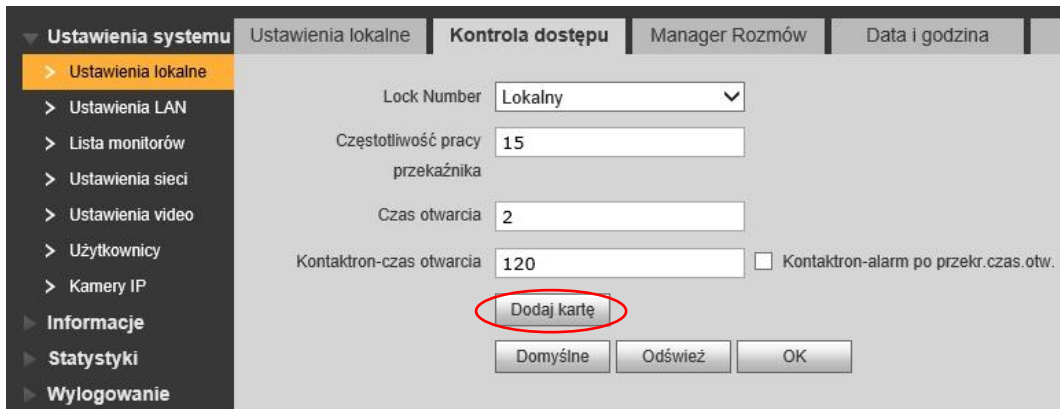 Ustawienia systemu
Ustawienia lokalne
Ustawienia LAN
Lista monitorów
Ustawienia sieci
Ustawienia video
Użytkownicy
Kamery IP
Informacje
Statystyki
Wylogowanie
Ustawienia lokalne Kontrola dostępu Manager Rozmów Data i godzina
Lock Number Lokalny
Częstotliwość pracy 15
przekaźnika
Czas otwarcia 2
Kontaktron-czas otwarcia 120 Kontaktron-alarm po przekr.czas.otw.
Dodaj kartę
Domyślne Odśwież OK